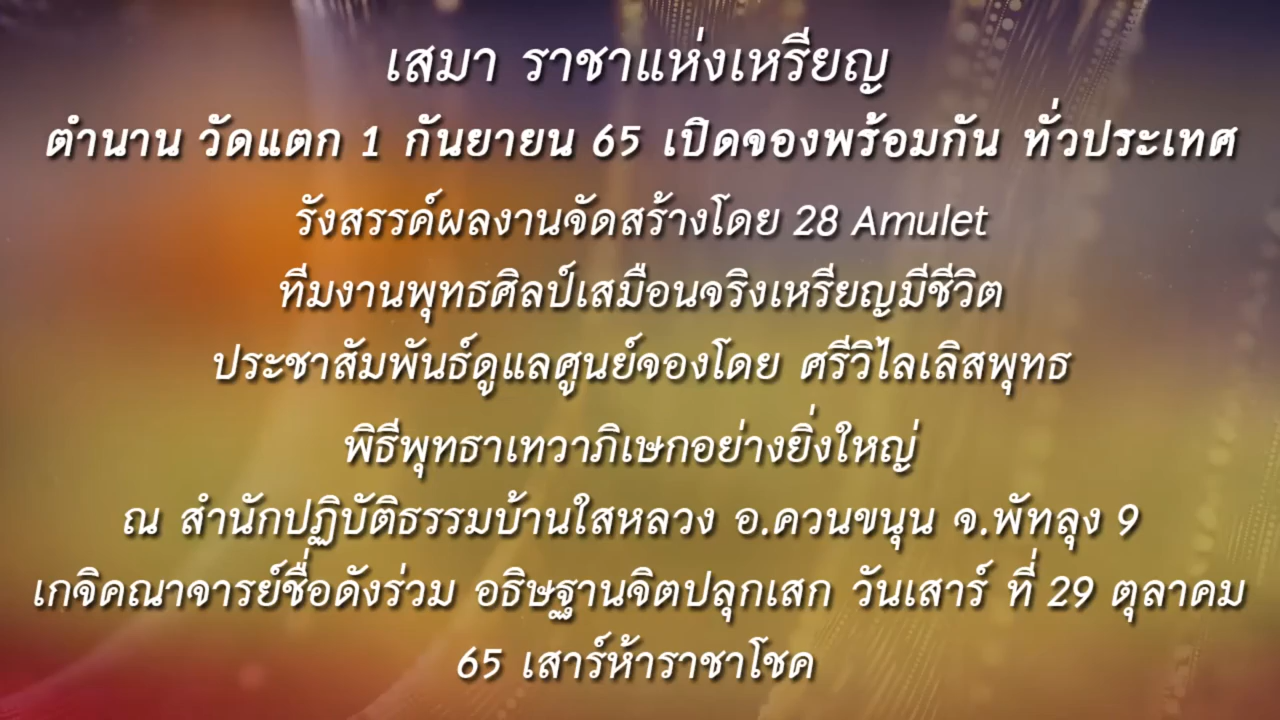 เสมา ราชาแห่งเหรียญ
ตำนาน วัดแตก 1 กันยายน 65 เปิดจองพร้อมกัน ทั่วประเทศ
รังสรรค์ผลงานจัดสร้างโดย 28 Amulet
ทีมงานพุทธศิลป์เสมือนจริงเหรียญมีชีวิต
ประชาสัมพันธ์ดูแลศูนย์จองโดย ศรีวิไลเลิสพุทธ
พิธีพุทธาเทวาภิเษกอย่างยิ่งใหญ่
ณ สำนักปฏิบัติธรรมบ้านใสหลวง อ.ควนขนุน จ.พัทลุง 9
เกจิคณาจารย์ชื่อดังร่วม อธิษฐานจิตปลุกเสก วันเสาร์ ที่ 29 ตุลาคม
65 เสาร์ห้าราชาโชค